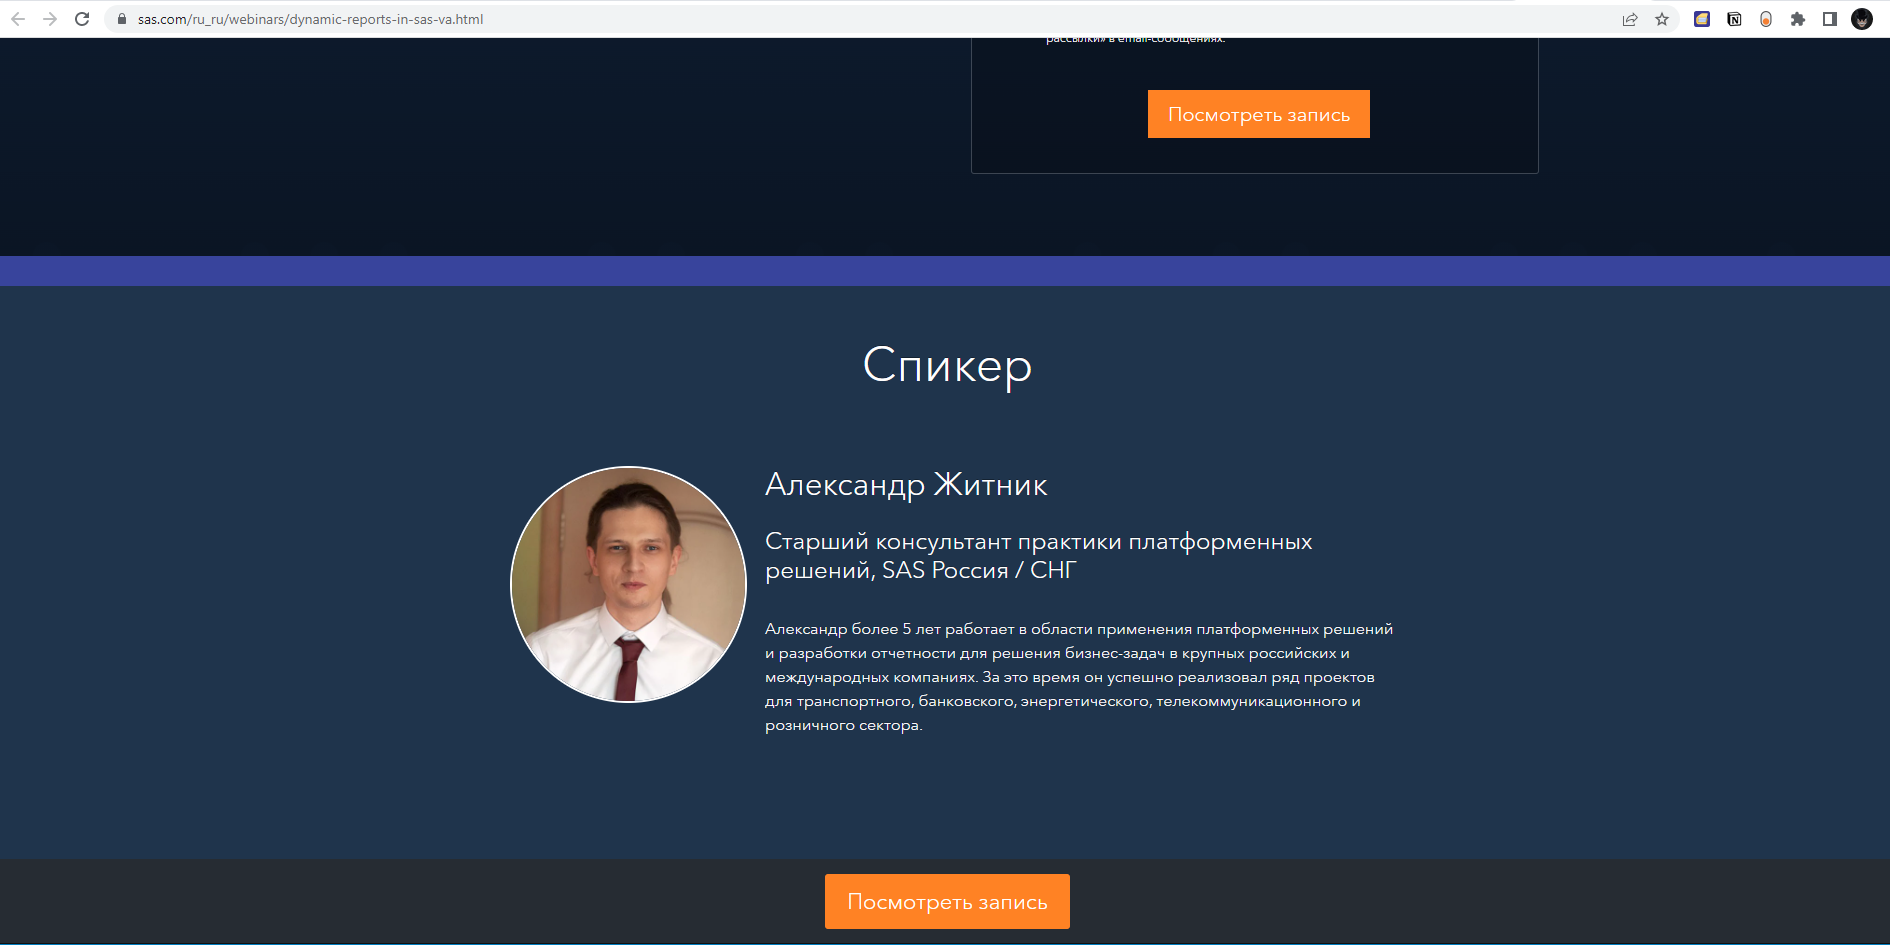 sas.com/ru_ru/webinars/dynamic-reports-in-sas-va.html
рассылки» в email-сообщениях.
Посмотреть запись
Спикер
Александр Житник
Старший консультант практики платформенных
решений, SAS Россия / СНГ
Александр более 5 лет работает в области применения платформенных решений
и разработки отчетности для решения бизнес-задач в крупных российских и
международных компаниях. За это время он успешно реализовал ряд проектов
для транспортного, банковского, энергетического, телекоммуникационного и
розничного сектора.
Посмотреть запись